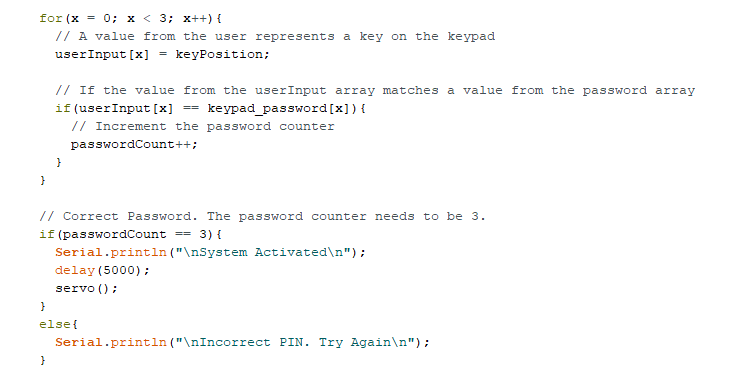 for(x = 0; x < 3; x++){
// A value from the user represents a key on the keypad
userInput[x] = keyPosition;
// If the value from the userInput array matches a value from the password array
if(userInput[x] == keypad_password[x]){
// Increment the password counter
passwordCount++;
}
}
// Correct Password. The password counter needs to be 3.
if(passwordCount == 3){
Serial.println("\nSystem Activated\n");
delay(5000);
servo();
}
else{
Serial.println("\nIncorrect PIN. Try Again\n");
}